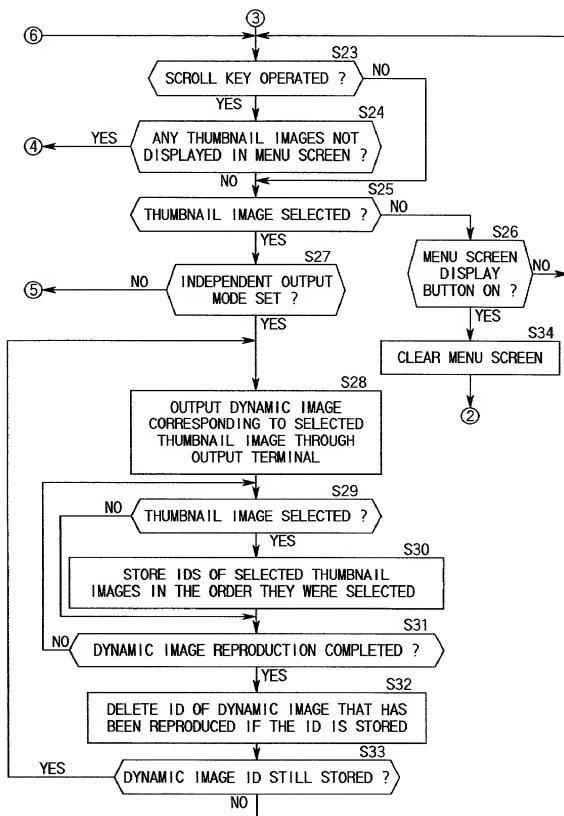 ③
⑥
S23
SCROLL KEY OPERATED ?
NO
YES
S24
YES
ANY THUMBNAIL IMAGES NOT
DISPLAYED IN MENU SCREEN ?
④
NO
S25
THUMBNAIL IMAGE SELECTED ?
NO
YES
S26
MENU SCREEN
DISPLAY
BUTTON ON ?
NO
YES
S27
NO
INDEPENDENT OUTPUT
MODE SET ?
⑤
YES
S34
CLEAR MENU SCREEN
②
S28
OUTPUT DYNAMIC IMAGE
CORRESPONDING TO SELECTED
THUMBNAIL IMAGE THROUGH
OUTPUT TERMINAL
S29
NO
THUMBNAIL IMAGE SELECTED ?
YES
S30
STORE IDS OF SELECTED THUMBNAIL
IMAGES IN THE ORDER THEY WERE SELECTED
S31
NO
DYNAMIC IMAGE REPRODUCTION COMPLETED ?
YES
S32
DELETE ID OF DYNAMIC IMAGE THAT HAS
BEEN REPRODUCED IF THE ID IS STORED
S33
YES
DYNAMIC IMAGE ID STILL STORED ?
NO